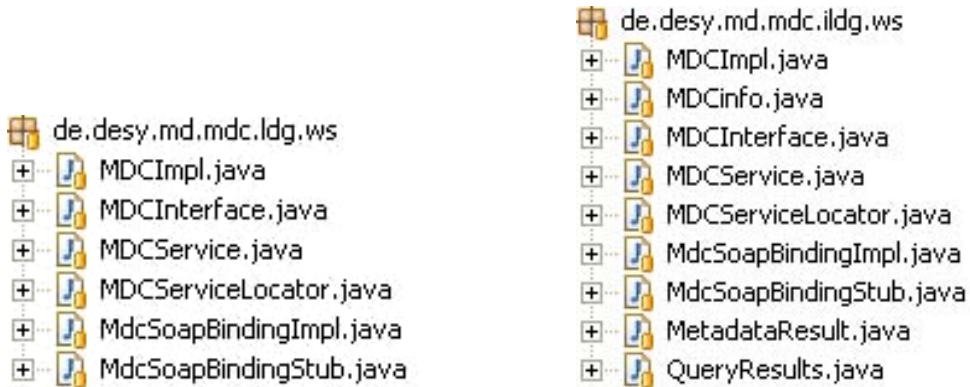 de.desy.md.mdc.ldg.ws
MDCImpl.java
MDCInterface.java
MDCService.java
MDCServiceLocator.java
MdcSoapBindingImpl.java
MdcSoapBindingStub.java
de.desy.md.mdc.ildg.ws
MDCImpl.java
MDCinfo.java
MDCInterface.java
MDCService.java
MDCServiceLocator.java
MdcSoapBindingImpl.java
MdcSoapBindingStub.java
MetadataResult.java
QueryResults.java